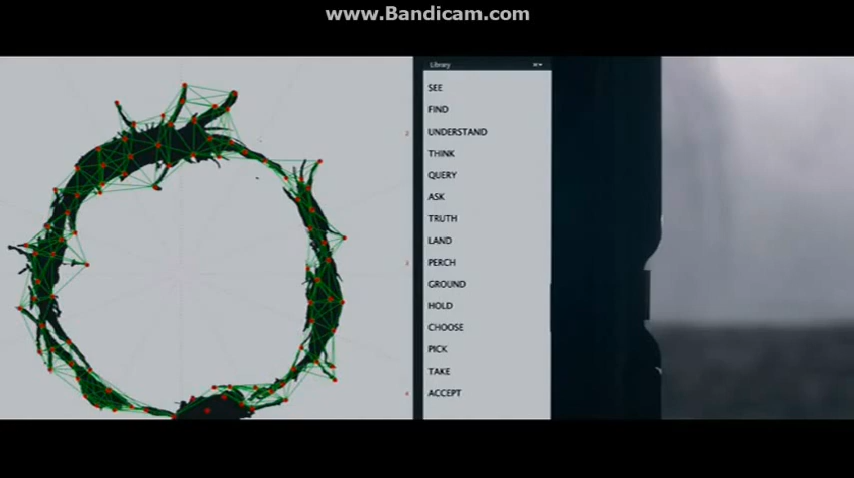 www.Bandicam.com
Library
SEE
FIND
UNDERSTAND
THINK
QUERY
ASK
TRUTH
LAND
PERCH
GROUND
HOLD
CHOOSE
PICK
TAKE
ACCEPT